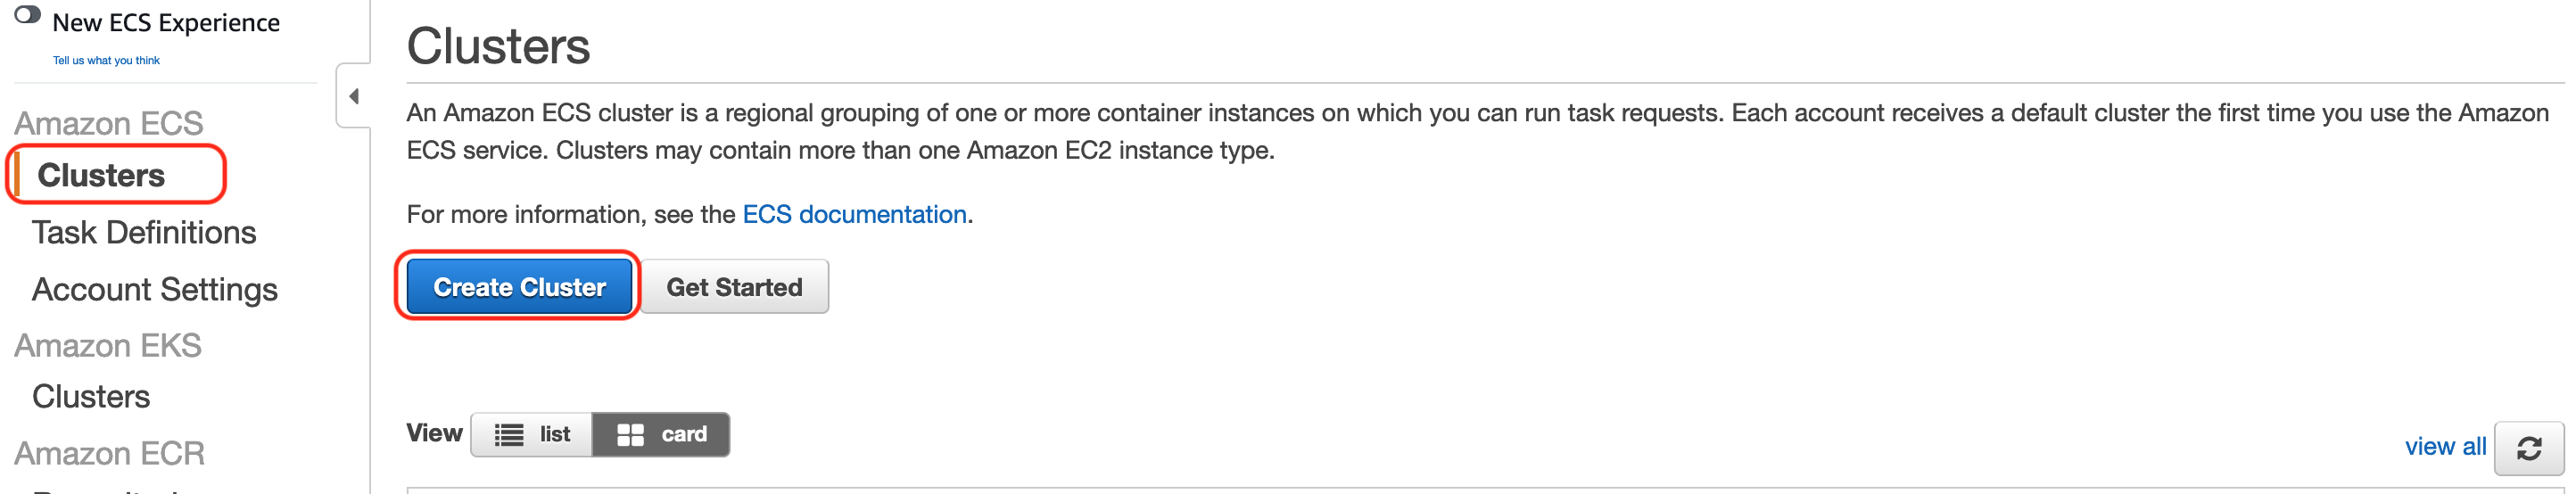 New ECS Experience
Tell us what you think
Amazon ECS
Clusters
Task Definitions
Account Settings
Amazon EKS
Clusters
Amazon ECR
Clusters
An Amazon ECS cluster is a regional grouping of one or more container instances on which you can run task requests. Each account receives a default cluster the first time you use the Amazon
ECS service. Clusters may contain more than one Amazon EC2 instance type.
For more information, see the ECS documentation.
Create Cluster Get Started
View list card
view all